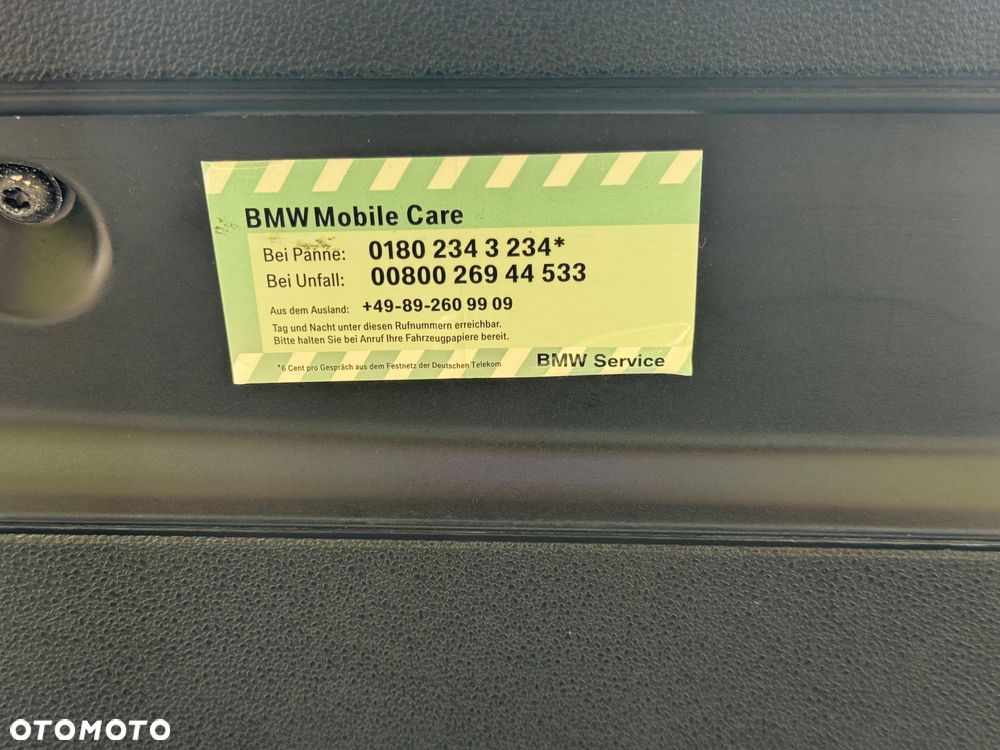 BMW Mobile Care
Bei Panne: 0180 234 3 234*
Bei Unfall: 00800 269 44 533
Aus dem Ausland: +49-89-260 99 09
Tag und Nacht unter diesen Rufnummern erreichbar.
Bitte halten Sie bei Anruf Ihre Fahrzeugpapiere bereit.
*6 Cent pro Gespräch aus dem Festnetz der Deutschen Telekom BMW Service
OTOMOTO